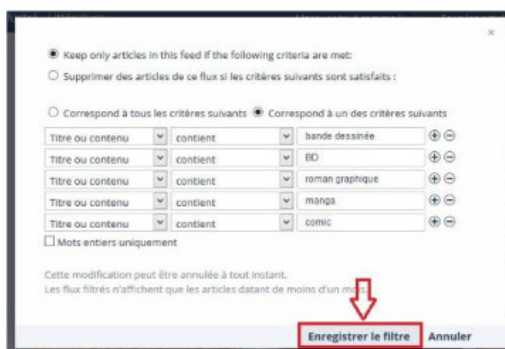 Keep only articles in this feed if the following criteria are met:
Supprimer des articles de ce flux si les critères suivants sont satisfaits :
Correspond à tous les critères suivants Correspond à un des critères suivants
Titre ou contenu contient bande dessinée
Titre ou contenu contient BD
Titre ou contenu contient roman graphique
Titre ou contenu contient manga
Titre ou contenu contient comic
Mots entiers uniquement
Cette modification peut être annulée à tout instant.
Les flux filtrés n'affichent que les articles datant de moins d'un mois.
Enregistrer le filtre Annuler